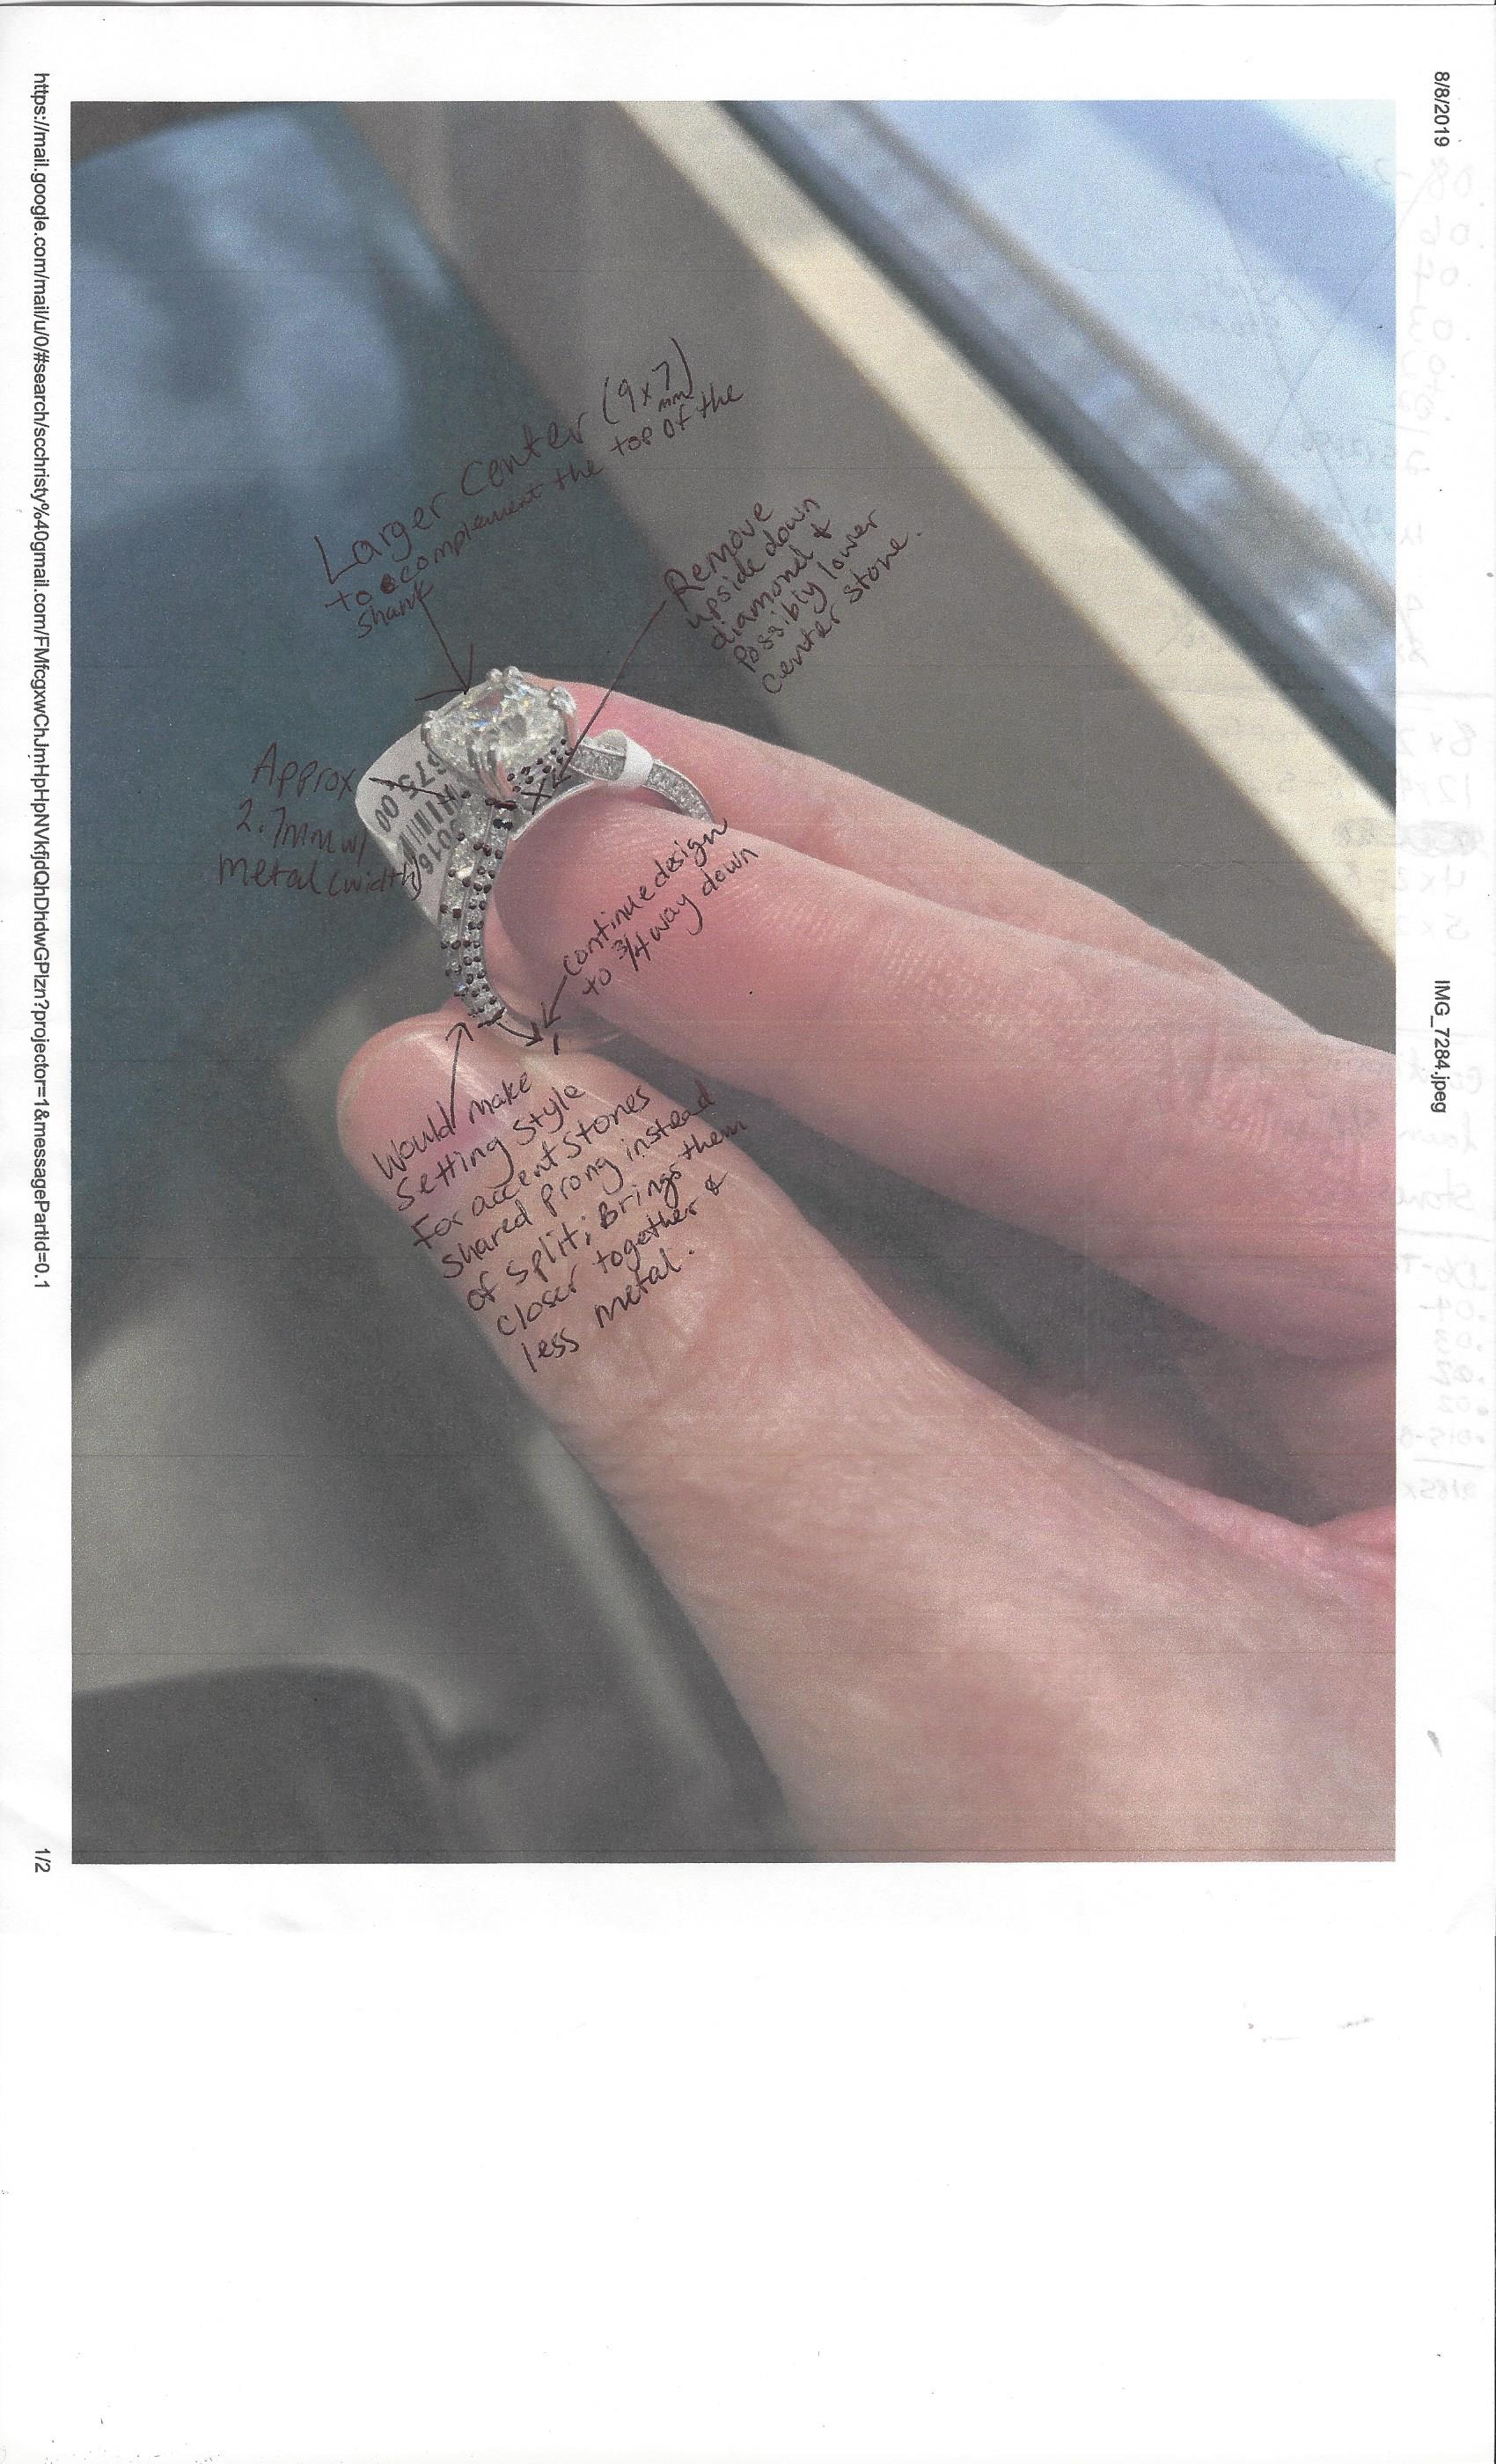 8/8/2019
IMG_7284.jpeg
Larger Center (9x7)
mm
to complement the top of the
shank
Remove
upside down
diamond &
possibly lower
center stone.
Approx
2.7mm w/
metal (width)
675.00
continue design
to 3/4 way down
Would make
setting style
for accent stones
shared prong instead
of split; Brings them
closer together &
less metal.
https://mail.google.com/mail/u/0/#search/scchristy%40gmail.com/FMfcgxwChJmHpHpNVkfjdQhDhdwGPlzn?projector=1&messagePartId=0.1
1/2